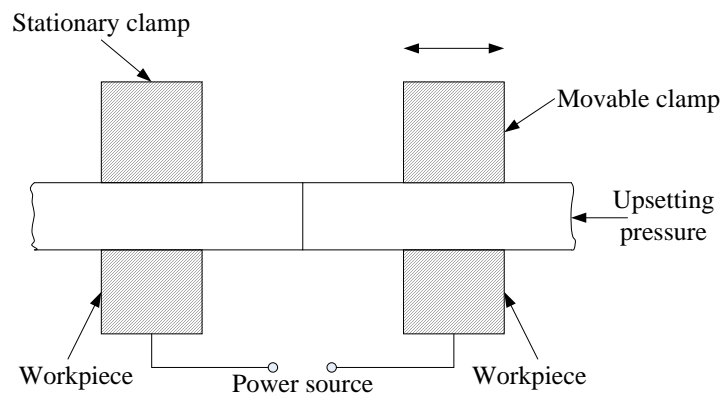 Stationary clamp
Movable clamp
Upsetting
pressure
Workpiece
Power source
Workpiece